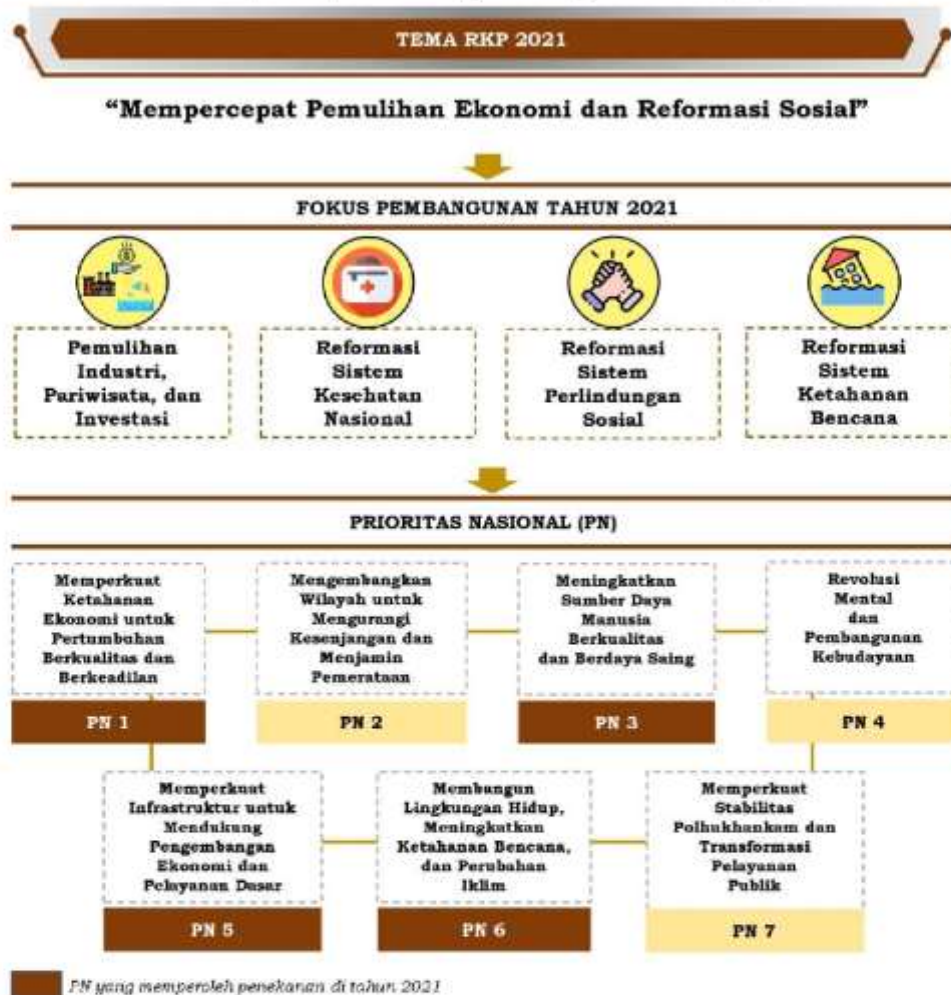 TEMA RKP 2021
“Mempercepat Pemulihan Ekonomi dan Reformasi Sosial”
FOKUS PEMBANGUNAN TAHUN 2021
Pemulihan
Industri,
Pariwisata, dan
Investasi
Reformasi
Sistem
Kesehatan
Nasional
Reformasi
Sistem
Perlindungan
Sosial
Reformasi
Sistem
Ketahanan
Bencana
PRIORITAS NASIONAL (PN)
Memperkuat
Ketahanan
Ekonomi untuk
Pertumbuhan
Berkualitas dan
Berkeadilan
PN 1
Mengembangkan
Wilayah untuk
Mengurangi
Kesenjangan dan
Menjamin
Pemerataan
PN 2
Meningkatkan
Sumber Daya
Manusia
Berkualitas
dan Berdaya Saing
PN 3
Revolusi
Mental
dan
Pembangunan
Kebudayaan
PN 4
Memperkuat
Infrastruktur untuk
Mendukung
Pengembangan
Ekonomi dan
Pelayanan Dasar
PN 5
Membangun
Lingkungan Hidup,
Meningkatkan
Ketahanan Bencana,
dan Perubahan
Iklim
PN 6
Memperkuat
Stabilitas
Polhukhankam dan
Transformasi
Pelayanan
Publik
PN 7
PN yang memperoleh penekanan di tahun 2021